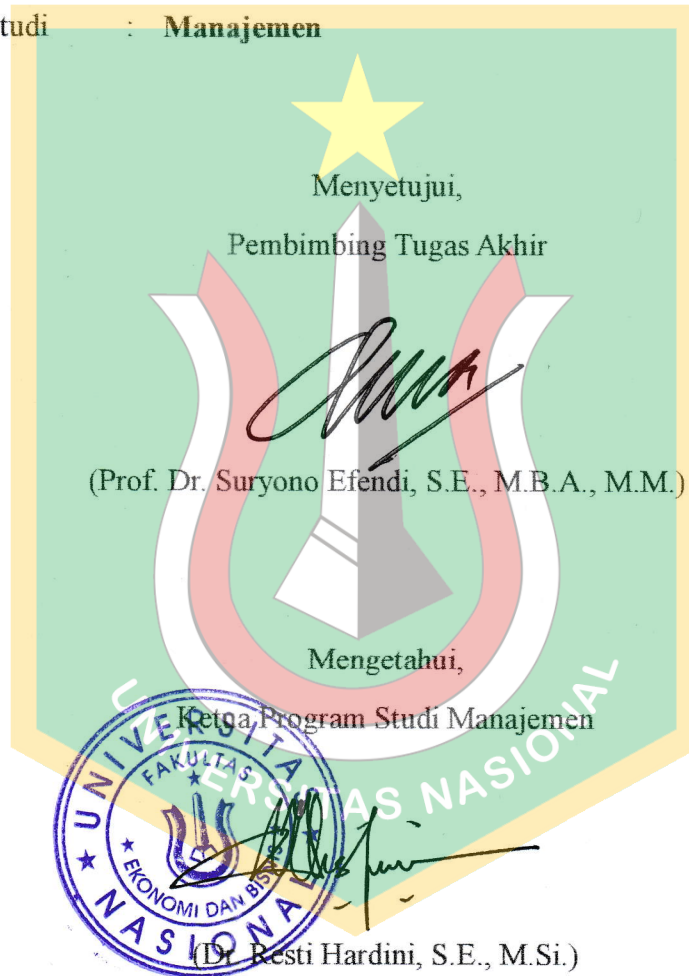 tudi : Manajemen
Menyetujui,
Pembimbing Tugas Akhir
(Prof. Dr. Suryono Efendi, S.E., M.B.A., M.M.)
Mengetahui,
Ketua Program Studi Manajemen
UNIVERSITAS NASIONAL
UNIVERSITAS NASIONAL
FAKULTAS
EKONOMI DAN BISNIS
(Dr. Resti Hardini, S.E., M.Si.)